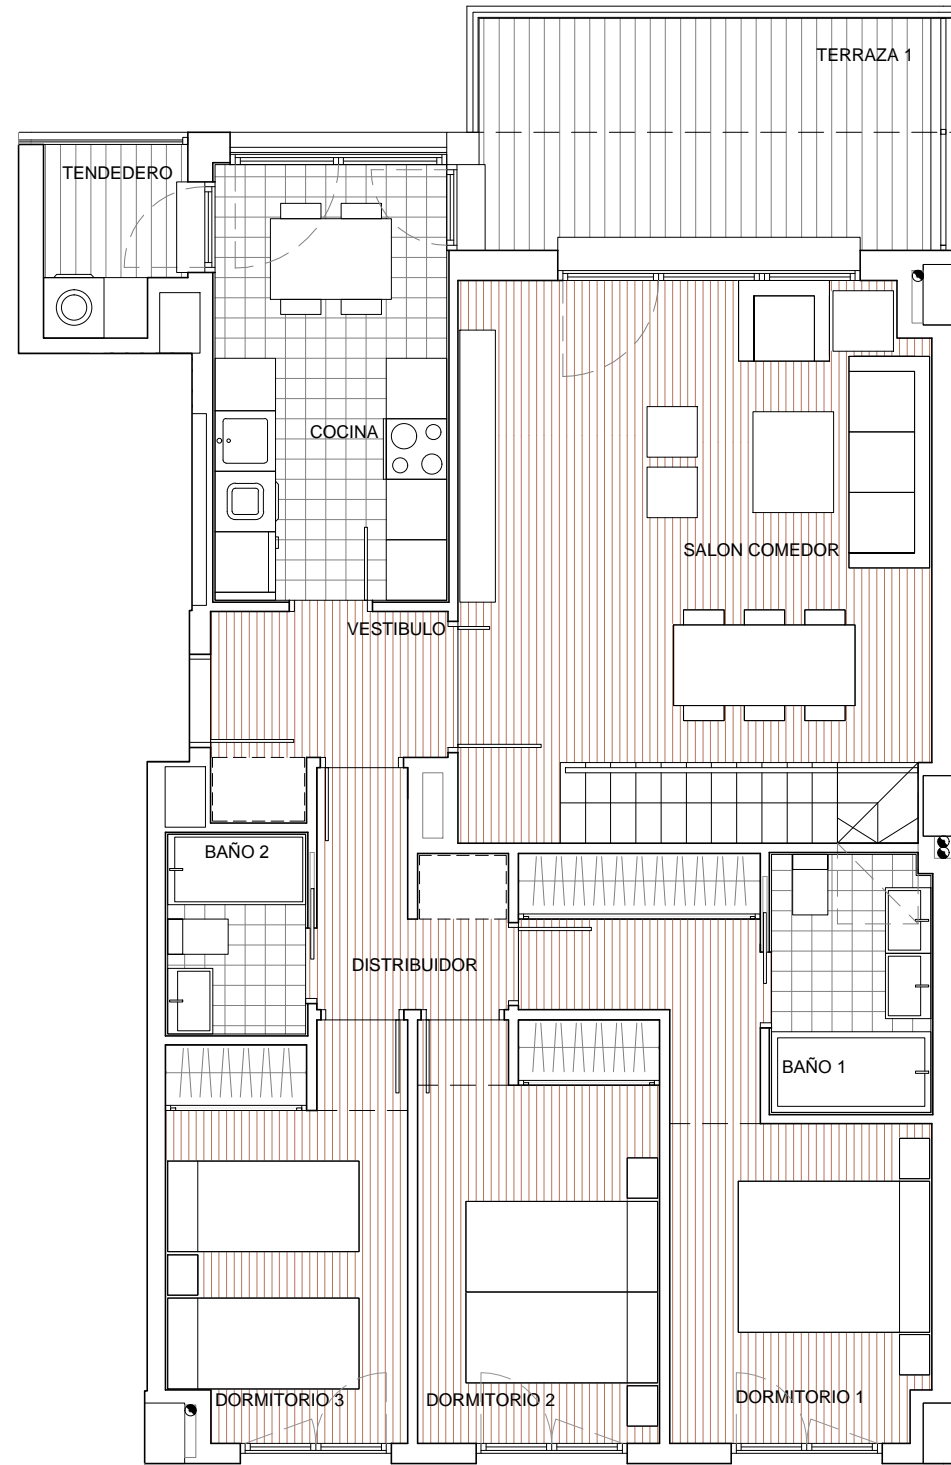 TERRAZA 1
TENDEDERO
COCINA
SALON COMEDOR
VESTIBULO
BAÑO 2
DISTRIBUIDOR
BAÑO 1
DORMITORIO 3
DORMITORIO 2
DORMITORIO 1